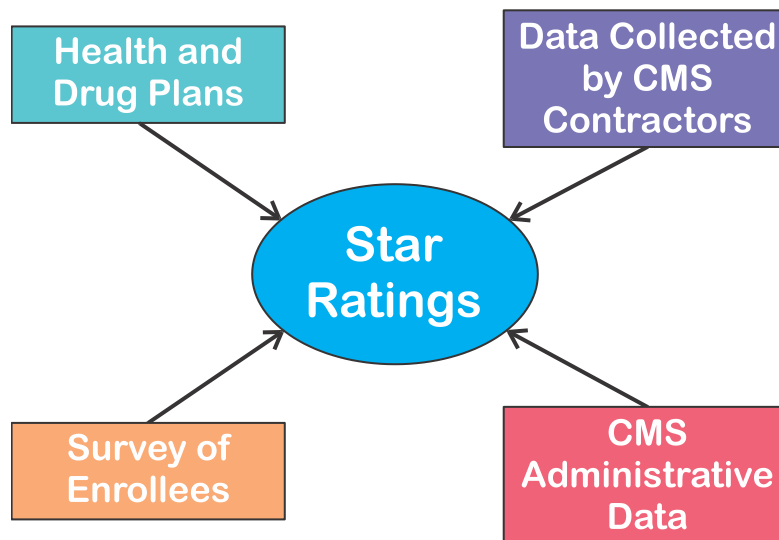 Health and
Drug Plans
Data Collected
by CMS
Contractors
Star
Ratings
Survey of
Enrollees
CMS
Administrative
Data